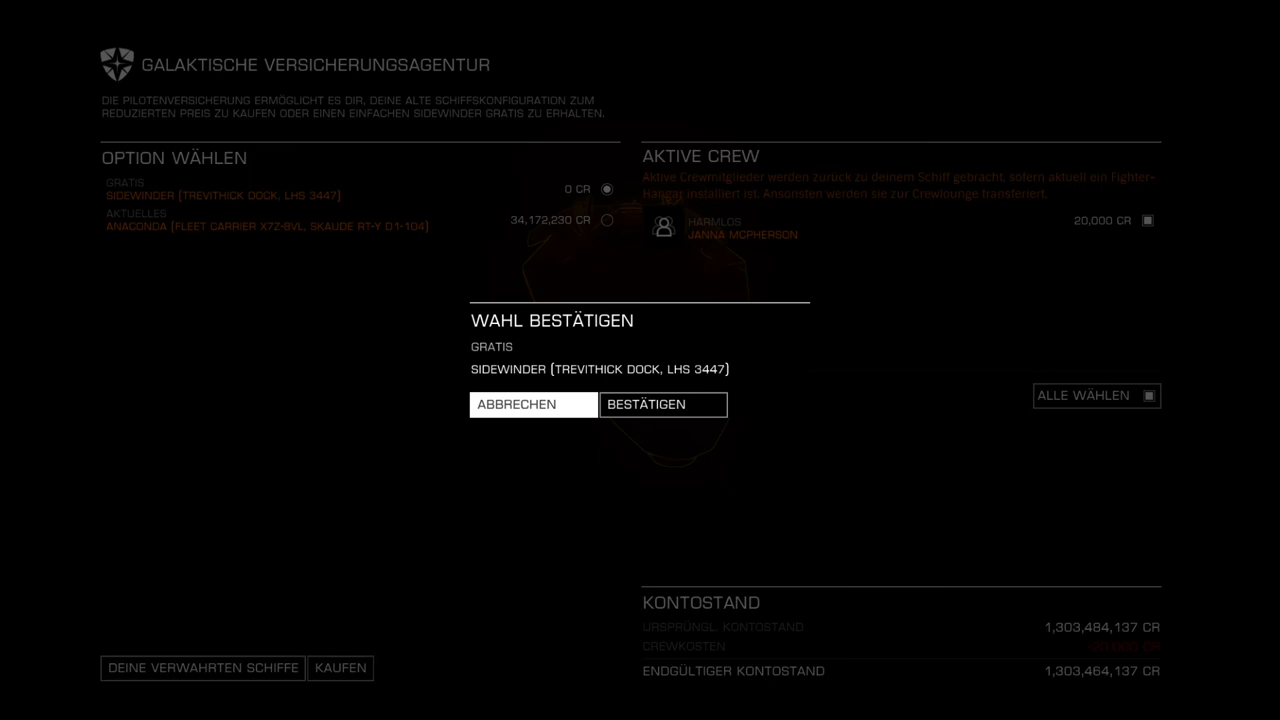 GALAKTISCHE VERSICHERUNGSAGENTUR
DIE PILOTENVERSICHERUNG ERMÖGLICHT ES DIR, DEINE ALTE SCHIFFSKONFIGURATION ZUM
REDUZIERTEN PREIS ZU KAUFEN ODER EINEN EINFACHEN SIDEWINDER GRATIS ZU ERHALTEN.
OPTION WÄHLEN
GRATIS
SIDEWINDER (TREVITHICK DOCK, LHS 3447)
0 CR
AKTUELLES
ANACONDA (FLEET CARRIER X7Z-BVL, SKAUDE RT-Y D1-104)
34,172,230 CR
AKTIVE CREW
Aktive Crewmitglieder werden zurück zu deinem Schiff gebracht, sofern aktuell ein Fighter-
Hangar installiert ist. Ansonsten werden sie zur Crewlounge transferiert.
HARMLOS
JANNA MCPHERSON
20,000 CR
WAHL BESTÄTIGEN
GRATIS
SIDEWINDER (TREVITHICK DOCK, LHS 3447)
ABBRECHEN
BESTÄTIGEN
ALLE WÄHLEN
KONTOSTAND
URSPRÜNGL. KONTOSTAND 1,303,484,137 CR
CREWKOSTEN -20,000 CR
ENDGÜLTIGER KONTOSTAND 1,303,464,137 CR
DEINE VERWAHRTEN SCHIFFE
KAUFEN